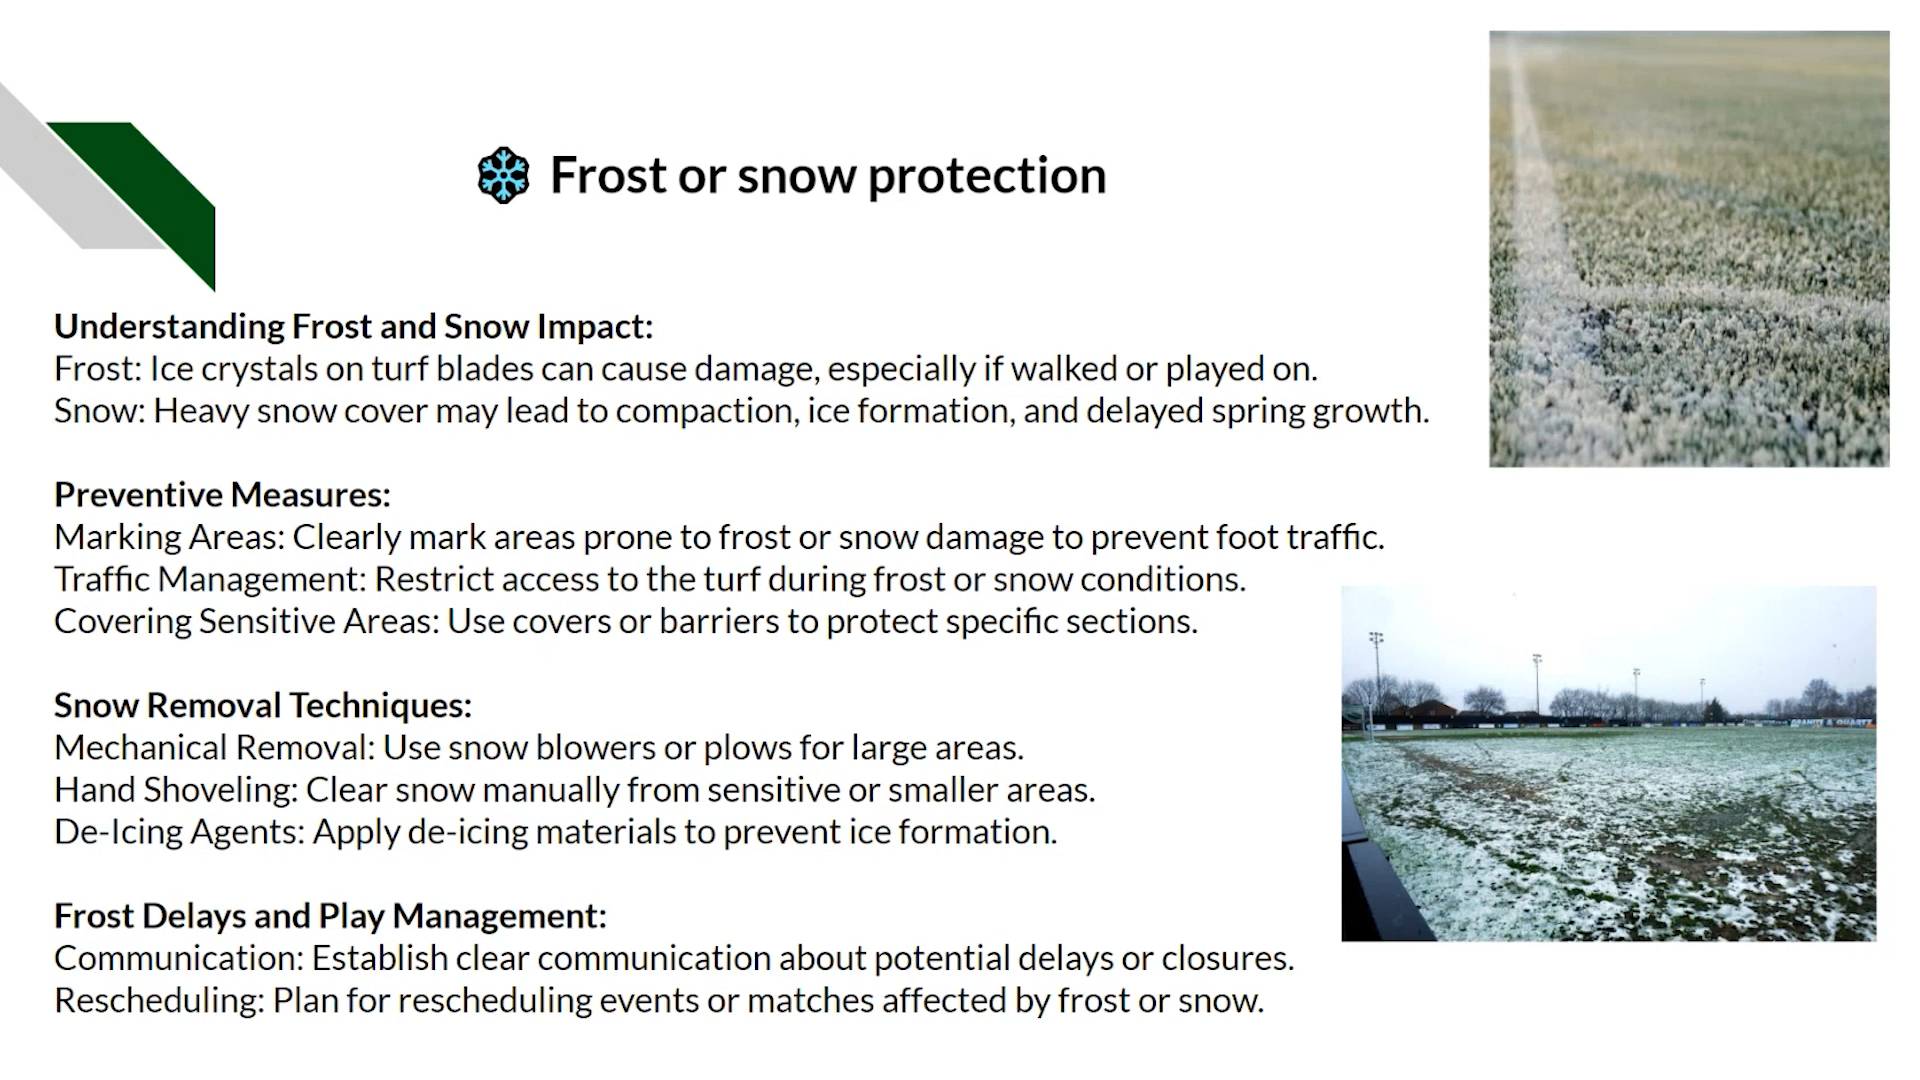 Frost or snow protection
Understanding Frost and Snow Impact:
Frost: Ice crystals on turf blades can cause damage, especially if walked or played on.
Snow: Heavy snow cover may lead to compaction, ice formation, and delayed spring growth.
Preventive Measures:
Marking Areas: Clearly mark areas prone to frost or snow damage to prevent foot traffic.
Traffic Management: Restrict access to the turf during frost or snow conditions.
Covering Sensitive Areas: Use covers or barriers to protect specific sections.
Snow Removal Techniques:
Mechanical Removal: Use snow blowers or plows for large areas.
Hand Shoveling: Clear snow manually from sensitive or smaller areas.
De-Icing Agents: Apply de-icing materials to prevent ice formation.
Frost Delays and Play Management:
Communication: Establish clear communication about potential delays or closures.
Rescheduling: Plan for rescheduling events or matches affected by frost or snow.
GRANITE & QUARTZ